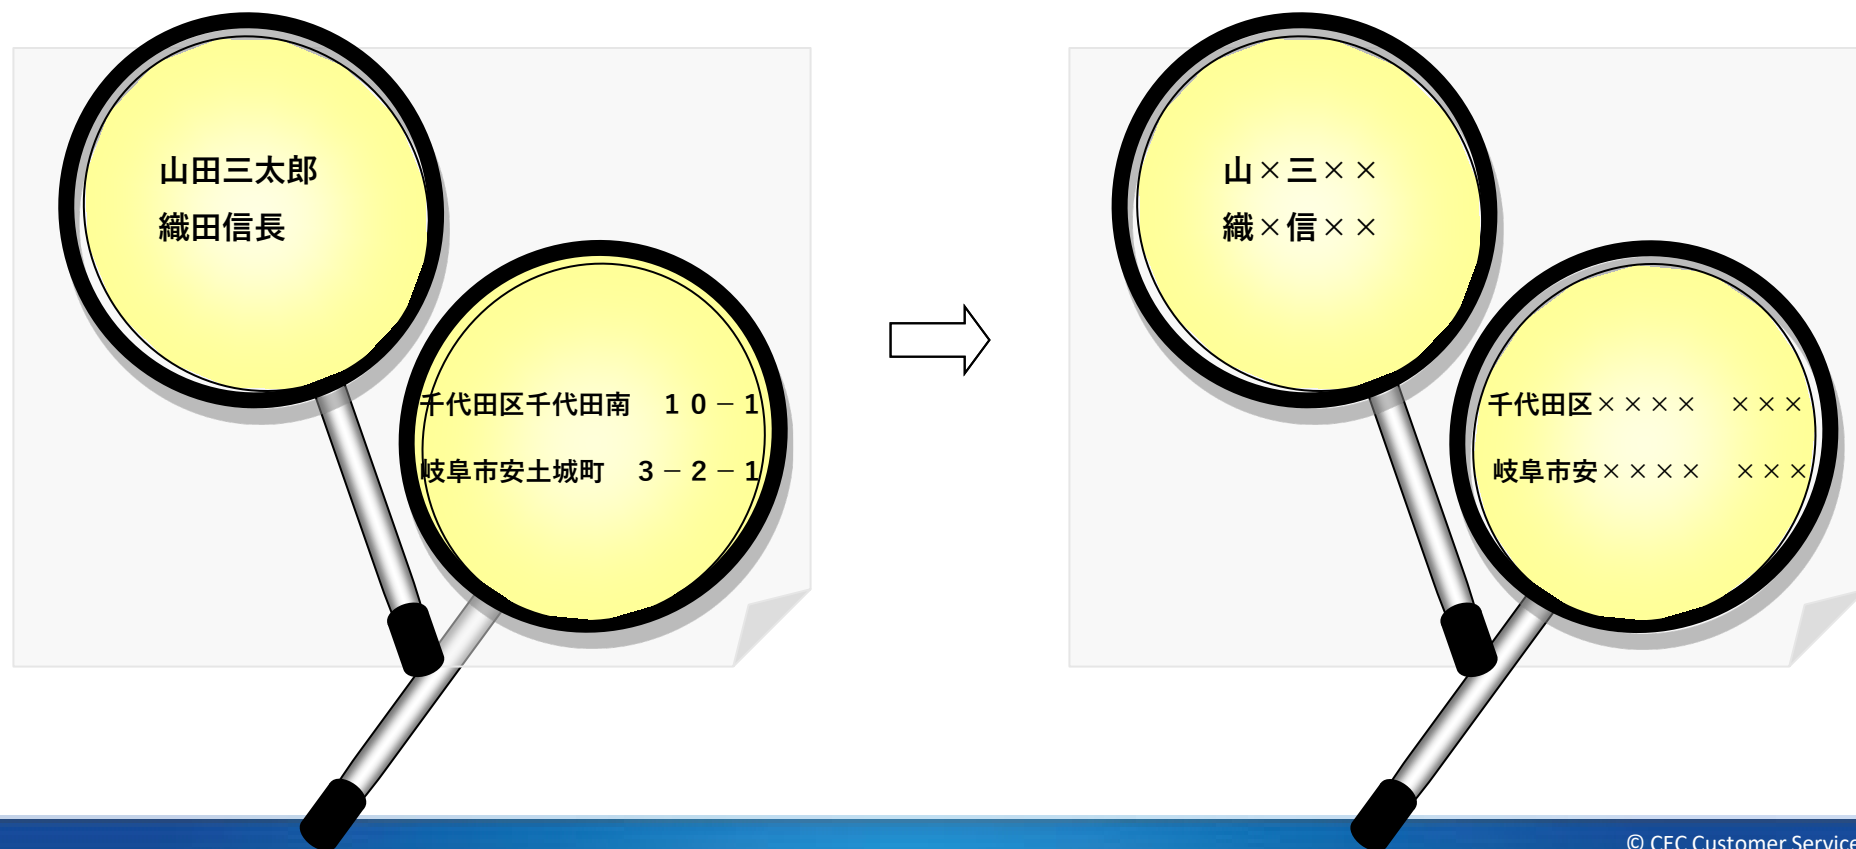 山田三太郎
織田信長
千代田区千代田南　１０－１
岐阜市安土城町　３－２－１
山×三××
織×信××
千代田区××××　×××
岐阜市安××××　×××
© CEC Customer Service